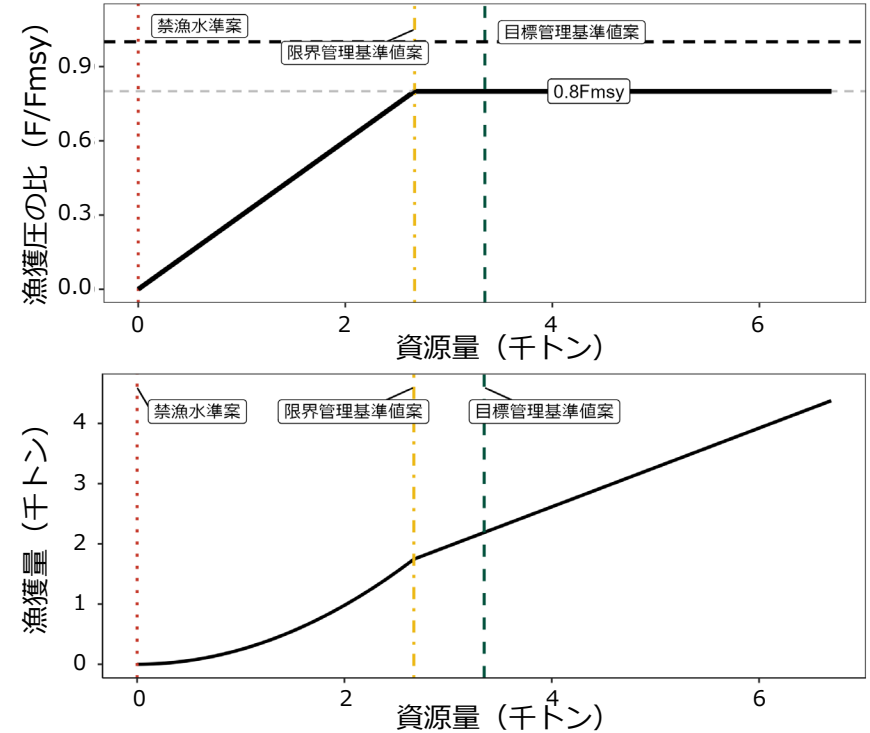 禁漁水準案
限界管理基準値案
目標管理基準値案
0.8Fmsy
漁獲圧の比（F/Fmsy)
0.9
0.6
0.3
0.0
0 2 4 6
資源量（千トン）
禁漁水準案
限界管理基準値案
目標管理基準値案
漁獲量（千トン）
4
3
2
1
0
0 2 4 6
資源量（千トン）